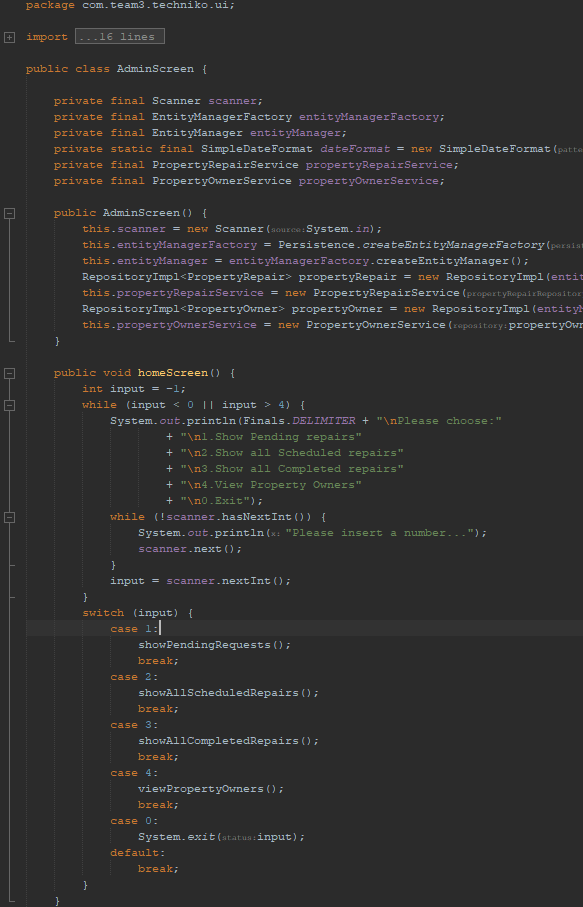 package com.team3.techniko.ui;
import ...16 lines
public class AdminScreen {
private final Scanner scanner;
private final EntityManagerFactory entityManagerFactory;
private final EntityManager entityManager;
private static final SimpleDateFormat dateFormat = new SimpleDateFormat(patte
private final PropertyRepairService propertyRepairService;
private final PropertyOwnerService propertyOwnerService;
public AdminScreen() {
this.scanner = new Scanner(source:System.in);
this.entityManagerFactory = Persistence.createEntityManagerFactory(persist
this.entityManager = entityManagerFactory.createEntityManager();
RepositoryImpl<PropertyRepair> propertyRepair = new RepositoryImpl(entit
this.propertyRepairService = new PropertyRepairService(propertyRepairRepositor
RepositoryImpl<PropertyOwner> propertyOwner = new RepositoryImpl(entityM
this.propertyOwnerService = new PropertyOwnerService(repository:propertyOwn
}
public void homeScreen() {
int input = -1;
while (input < 0 || input > 4) {
System.out.println(Finals.DELIMITER + "\nPlease choose:"
+ "\n1.Show Pending repairs"
+ "\n2.Show all Scheduled repairs"
+ "\n3.Show all Completed repairs"
+ "\n4.View Property Owners"
+ "\n0.Exit");
while (!scanner.hasNextInt()) {
System.out.println(x:"Please insert a number...");
scanner.next();
}
input = scanner.nextInt();
}
switch (input) {
case 1:
showPendingRequests();
break;
case 2:
showAllScheduledRepairs();
break;
case 3:
showAllCompletedRepairs();
break;
case 4:
viewPropertyOwners();
break;
case 0:
System.exit(status:input);
default:
break;
}
}